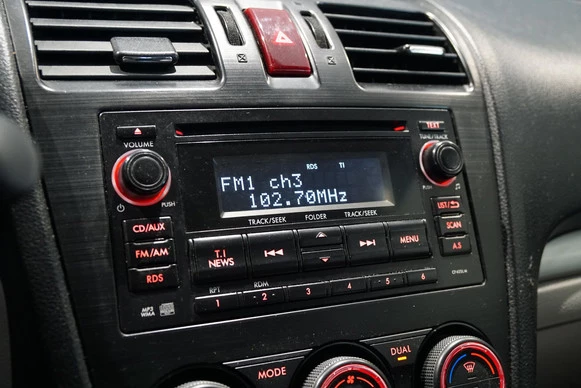 VOLUME
PUSH
TEXT
TUNE/TRACK
PUSH
RDS TI
FM1 ch3
102.70MHz
TRACK/SEEK FOLDER TRACK/SEEK
CD/AUX
FM/AM
RDS
T.I
NEWS
MENU
LIST/
SCAN
A.S
RPT RDM
1 2 3 4 5 6
MP3
WMA
MODE
DUAL